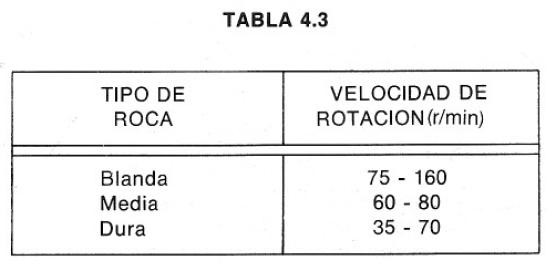 TABLA 4.3
TIPO DE
ROCA
VELOCIDAD DE
ROTACION (r/min)
Blanda 75 - 160
Media 60 - 80
Dura 35 - 70